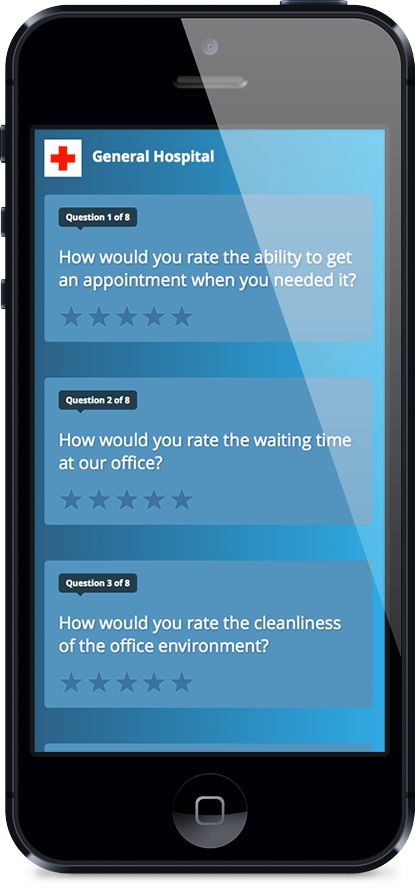 General Hospital
Question 1 of 8
How would you rate the ability to get
an appointment when you needed it?
Question 2 of 8
How would you rate the waiting time
at our office?
Question 3 of 8
How would you rate the cleanliness
of the office environment?